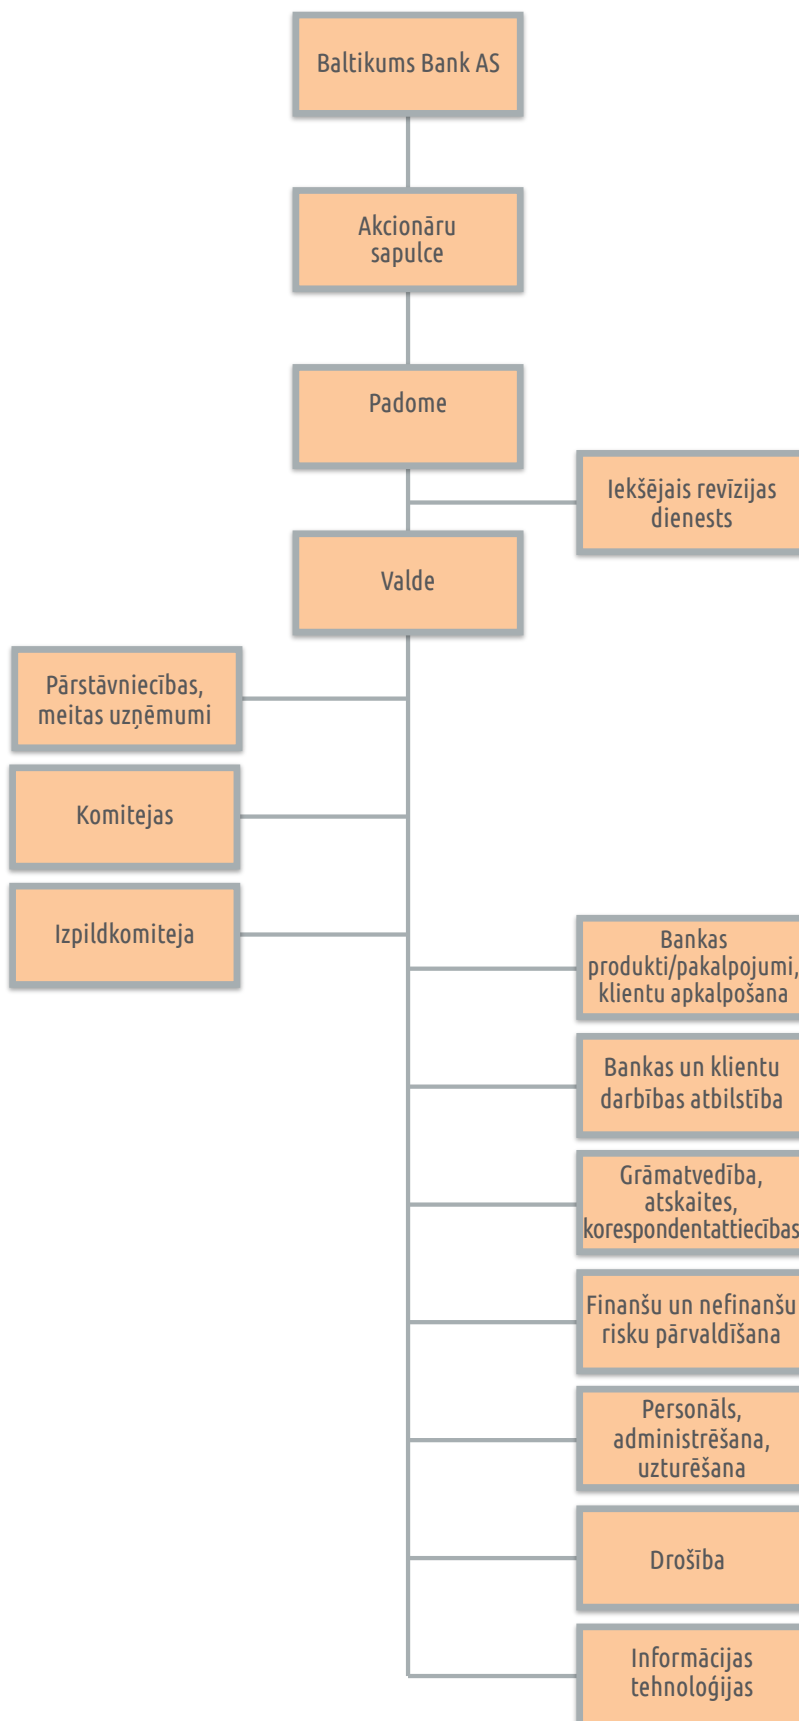 Baltikums Bank AS
Akcionāru
sapulce
Padome
Iekšējais revīzijas
dienests
Valde
Pārstāvniecības,
meitas uzņēmumi
Komitejas
Izpildkomiteja
Bankas
produkti/pakalpojumi,
klientu apkalpošana
Bankas un klientu
darbības atbilstība
Grāmatvedība,
atskaites,
korespondentattiecības
Finanšu un nefinanšu
risku pārvaldīšana
Personāls,
administrēšana,
uzturēšana
Drošība
Informācijas
tehnoloģijas